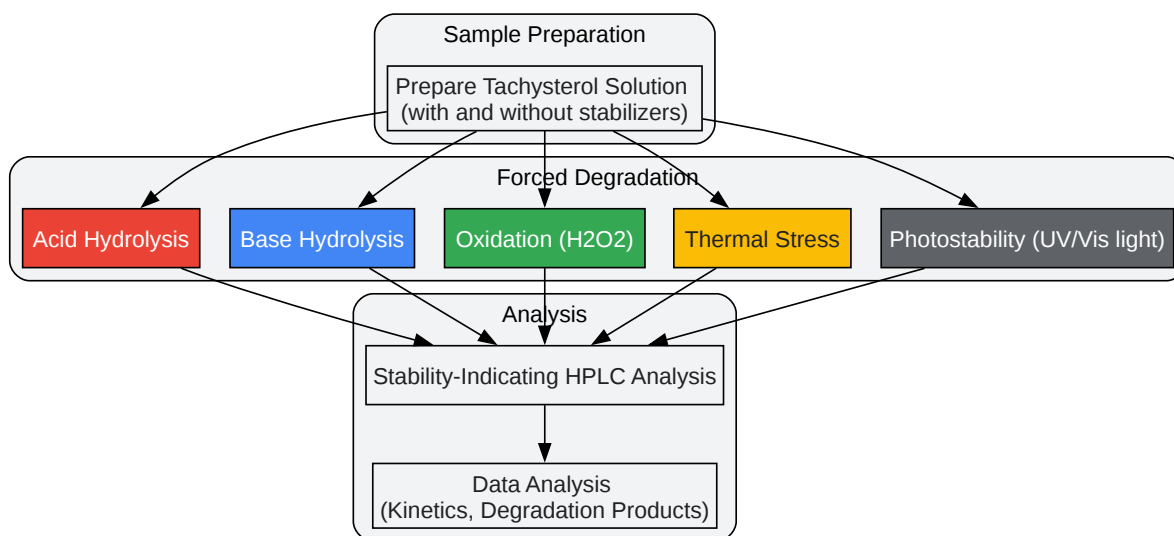 Sample Preparation
Prepare Tachysterol Solution
(with and without stabilizers)
Forced Degradation
Acid Hydrolysis
Base Hydrolysis
Oxidation (H2O2)
Thermal Stress
Photostability (UV/Vis light)
Analysis
Stability-Indicating HPLC Analysis
Data Analysis
(Kinetics, Degradation Products)